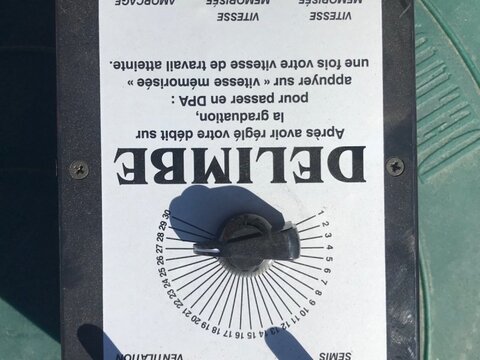 SEMIS VENTILATION
1 2 3 4 5 6 7 8 9 10 11 12 13 14 15 16 17 18 19 20 21 22 23 24 25 26 27 28 29 30
DELIMBE
Après avoir réglé votre débit sur
la graduation,
pour passer en DPA :
appuyer sur « vitesse mémorisée »
une fois votre vitesse de travail atteinte.
VITESSE VITESSE VITESSE
MEMORISÉE MEMORISÉE AMORCAGE